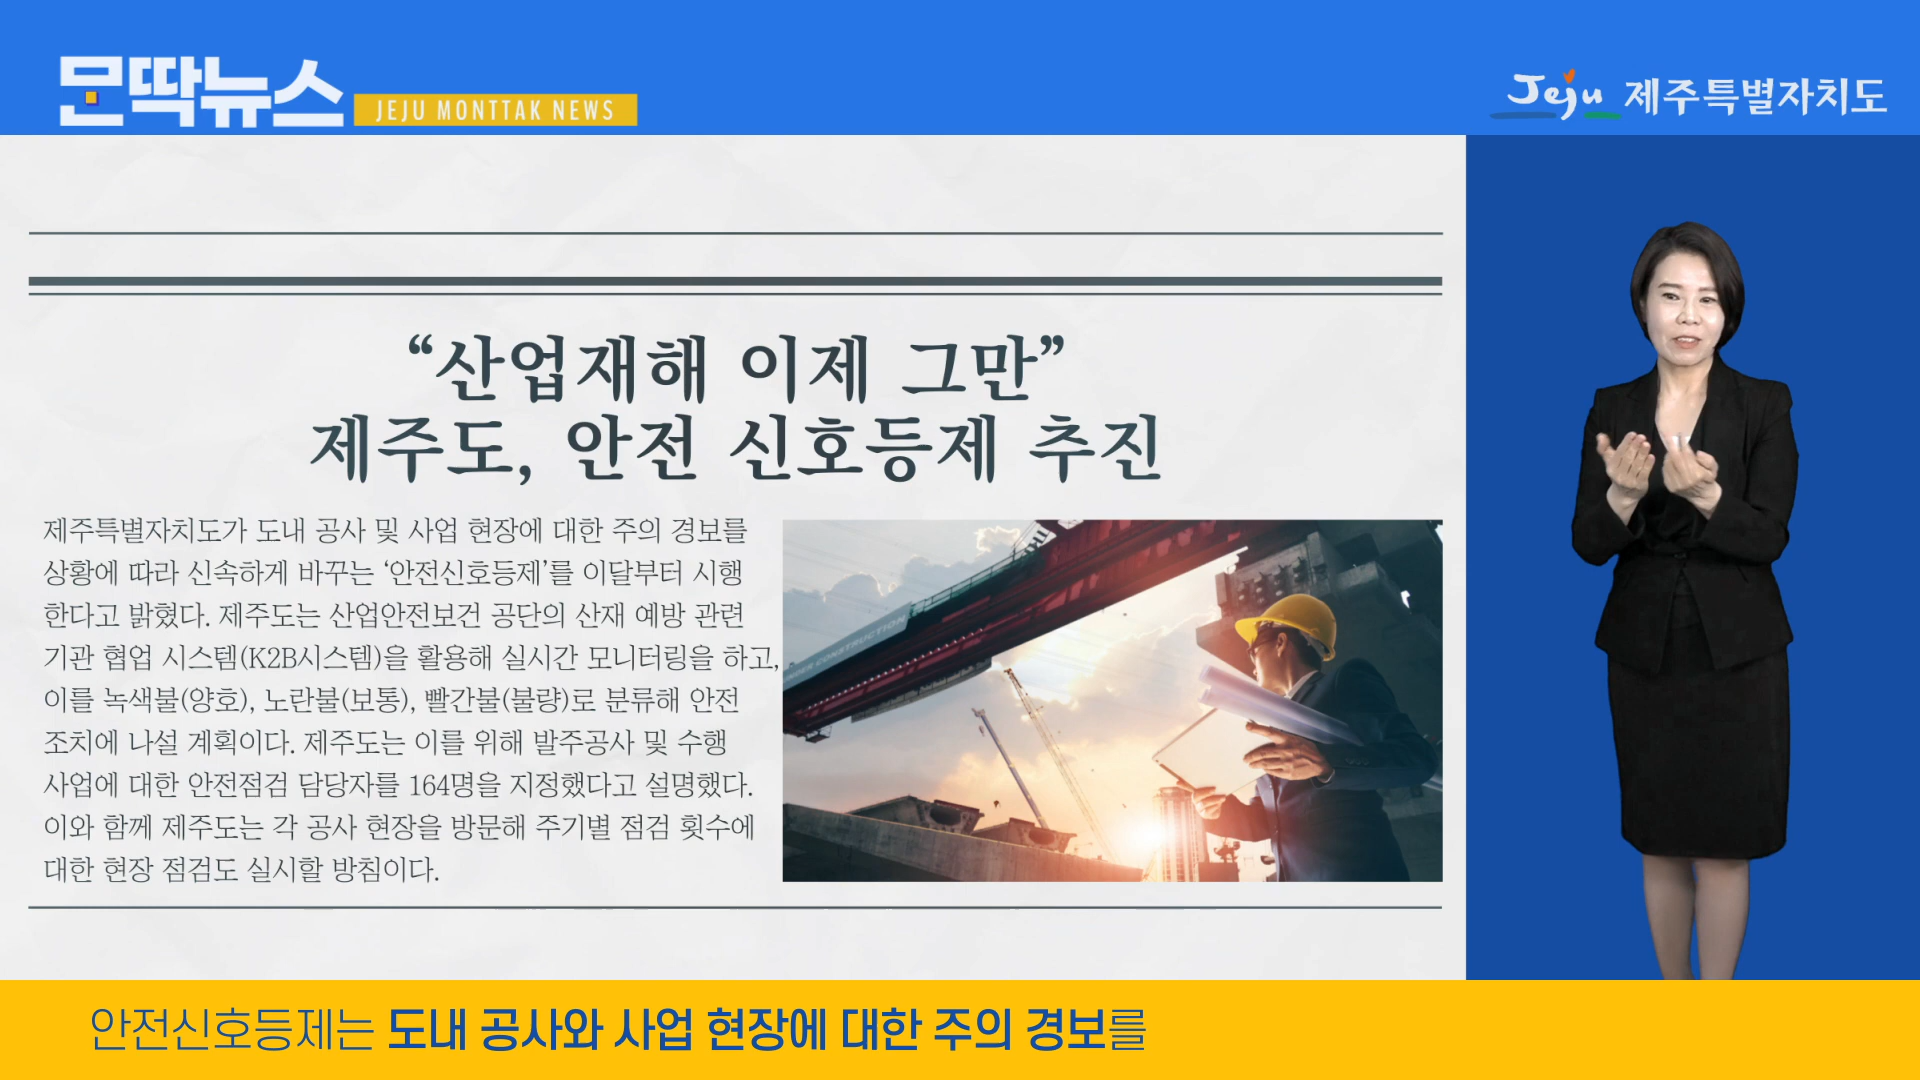 몬딱뉴스
JEJU MONTTAK NEWS
Jeju 제주특별자치도
“산업재해 이제 그만”
제주도, 안전 신호등제 추진
제주특별자치도가 도내 공사 및 사업 현장에 대한 주의 경보를
상황에 따라 신속하게 바꾸는 ‘안전신호등제’를 이달부터 시행
한다고 밝혔다. 제주도는 산업안전보건 공단의 산재 예방 관련
기관 협업 시스템(K2B시스템)을 활용해 실시간 모니터링을 하고,
이를 녹색불(양호), 노란불(보통), 빨간불(불량)로 분류해 안전
조치에 나설 계획이다. 제주도는 이를 위해 발주공사 및 수행
사업에 대한 안전점검 담당자를 164명을 지정했다고 설명했다.
이와 함께 제주도는 각 공사 현장을 방문해 주기별 점검 횟수에
대한 현장 점검도 실시할 방침이다.
UNDER CONSTRUCTION
안전신호등제는 도내 공사와 사업 현장에 대한 주의 경보를